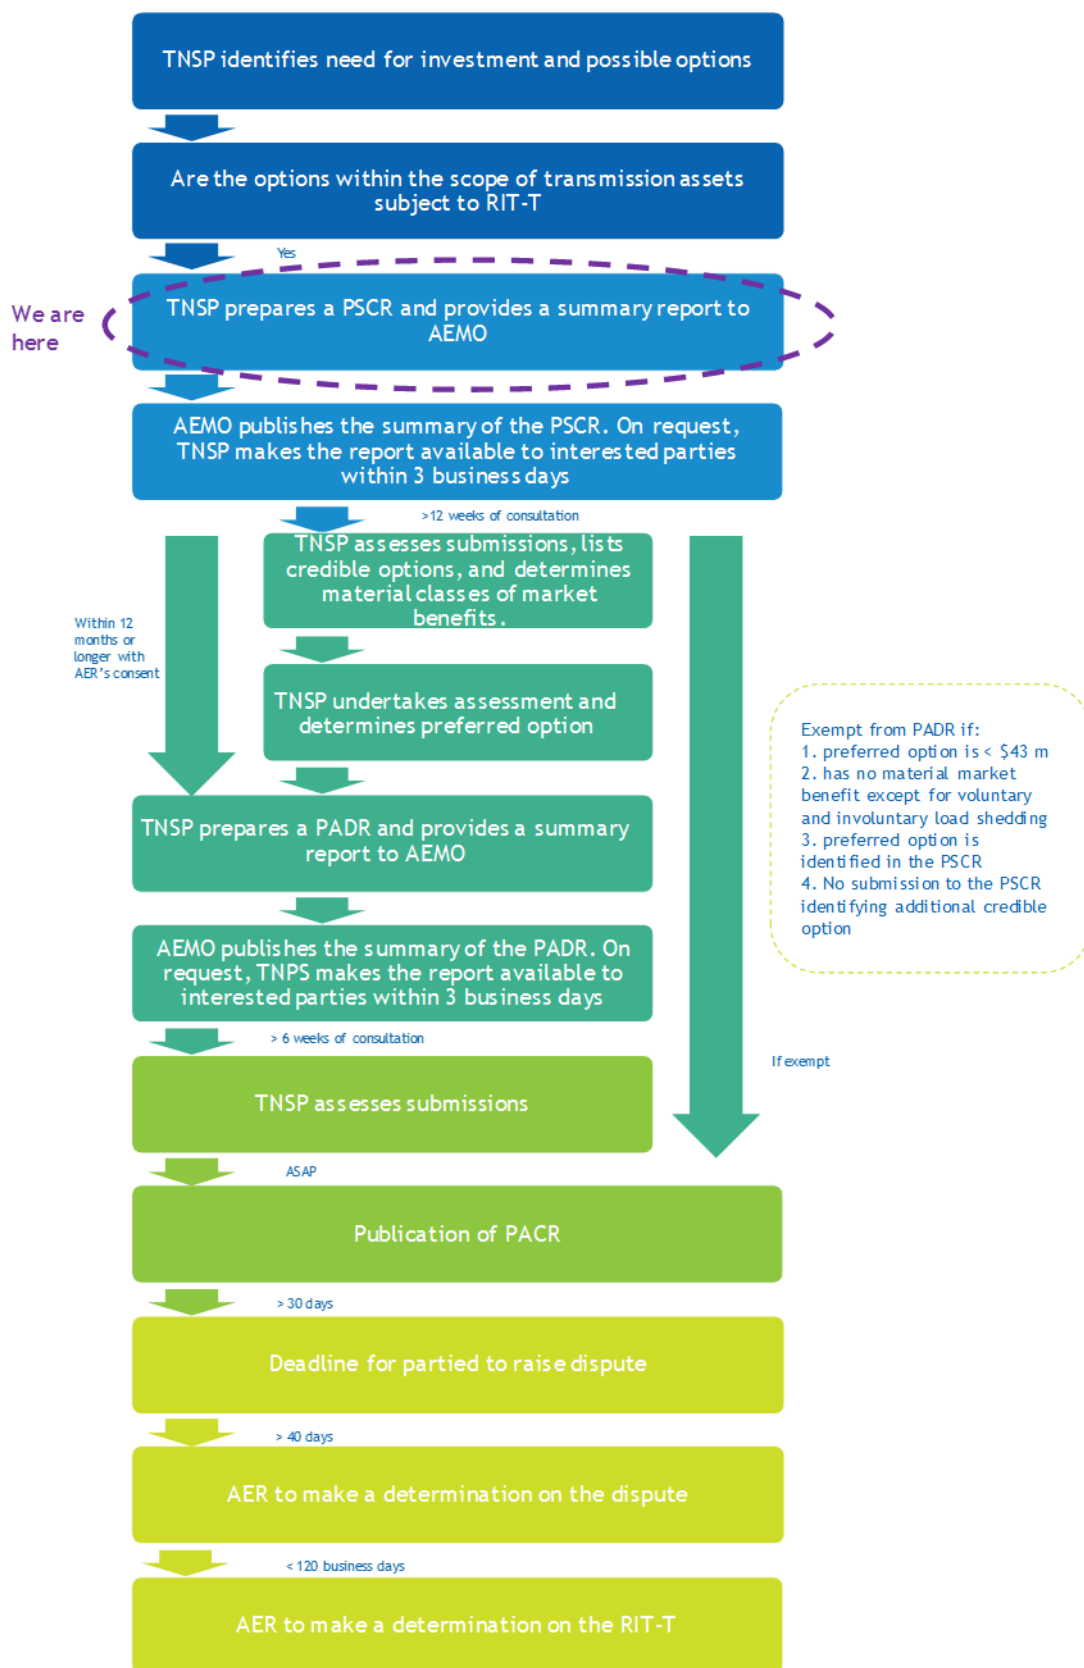 TNSP identifies need for investment and possible options
Are the options within the scope of transmission assets
subject to RIT-T
Yes
We are
here
TNSP prepares a PSCR and provides a summary report to
AEMO
AEMO publishes the summary of the PSCR. On request,
TNSP makes the report available to interested parties
within 3 business days
>12 weeks of consultation
TNSP assesses submissions, lists
credible options, and determines
material classes of market
benefits.
Within 12
months or
longer with
AER's consent
TNSP undertakes assessment and
determines preferred option
Exempt from PADR if:
1. preferred option is < $43 m
2. has no material market
benefit except for voluntary
and involuntary load shedding
3. preferred option is
identified in the PSCR
4. No submission to the PSCR
identifying additional credible
option
TNSP prepares a PADR and provides a summary
report to AEMO
AEMO publishes the summary of the PADR. On
request, TNPS makes the report available to
interested parties within 3 business days
> 6 weeks of consultation
If exempt
TNSP assesses submissions
ASAP
Publication of PACR
> 30 days
Deadline for partied to raise dispute
> 40 days
AER to make a determination on the dispute
< 120 business days
AER to make a determination on the RIT-T